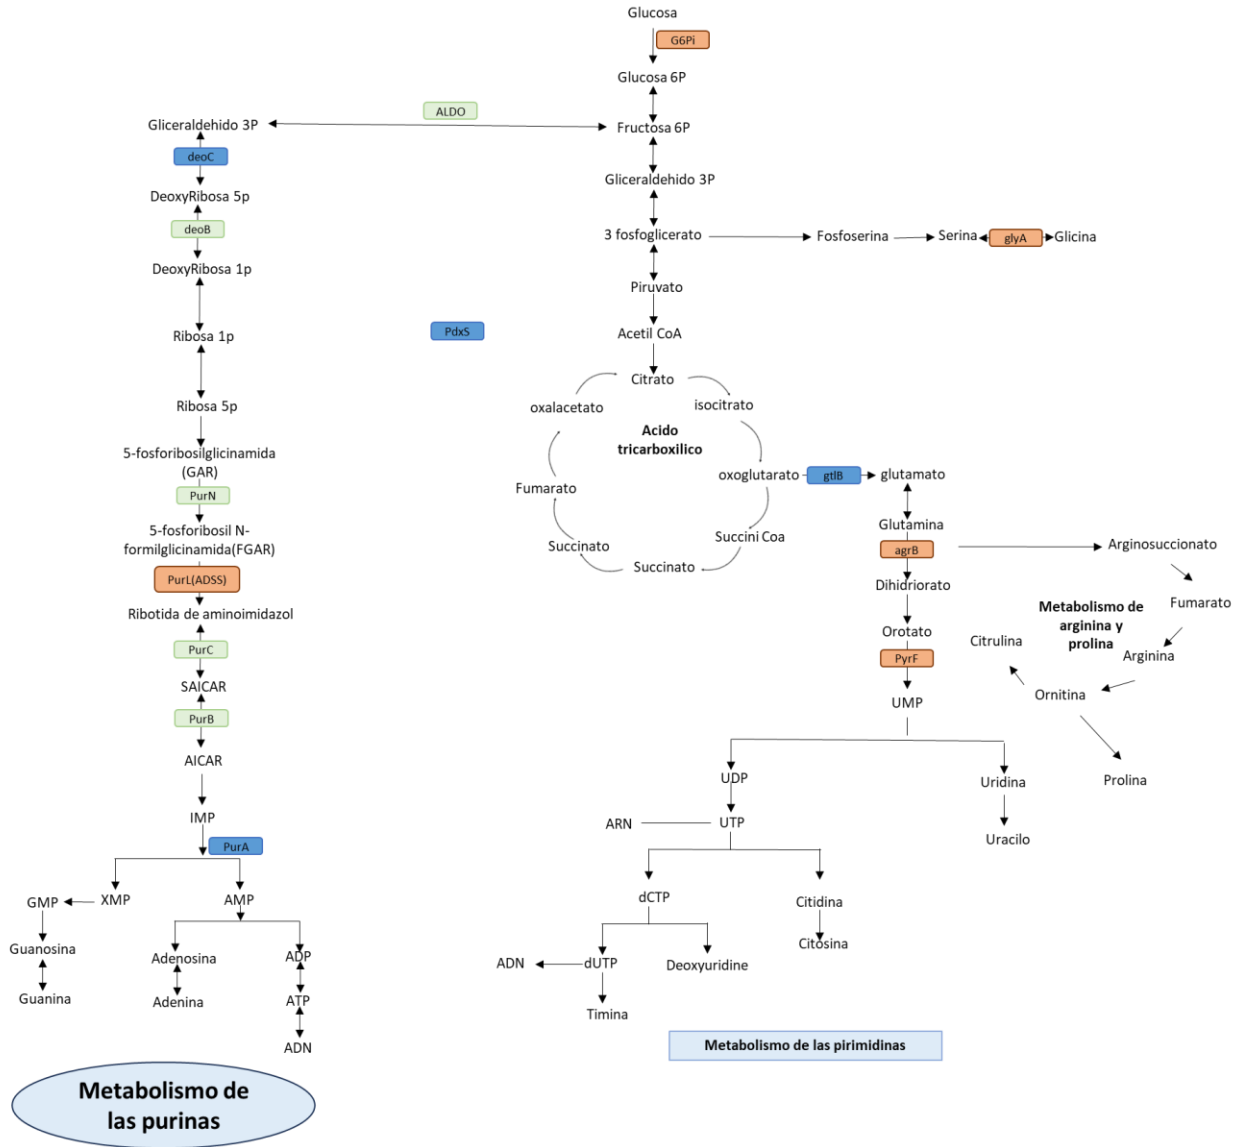 Glucosa
G6Pi
Glucosa 6P
ALDO
Gliceraldehido 3P
Fructosa 6P
deoC
Gliceraldehido 3P
DeoxyRibosa 5p
deoB
3 fosfoglicerato
Fosfoserina
Serina
glyA
Glicina
DeoxyRibosa 1p
Piruvato
PdxS
Acetil CoA
Ribosa 1p
Citrato
oxalacetato
isocitrato
Ribosa 5p
Acido
tricarboxilico
5-fosforibosilglicinamida
(GAR)
oxoglutarato
gtlB
glutamato
PurN
Fumarato
5-fosforibosil N-
formilglicinamida(FGAR)
Glutamina
Succini Coa
Succinato
agrB
Arginosuccionato
Succinato
PurL(ADSS)
Dihidriorato
Fumarato
Ribotida de aminoimidazol
Metabolismo de
arginina y
prolina
Orotato
Citrulina
PurC
PyrF
Arginina
SAICAR
Ornitina
UMP
PurB
AICAR
UDP
Uridina
Prolina
IMP
ARN
UTP
Uracilo
PurA
GMP
XMP
AMP
dCTP
Citidina
Guanosina
Adenosina
ADP
Citósina
ADN
dUTP
Deoxyuridine
Guanina
Adenina
ATP
Timina
ADN
Metabolismo de las pirimidinas
Metabolismo de
las purinas